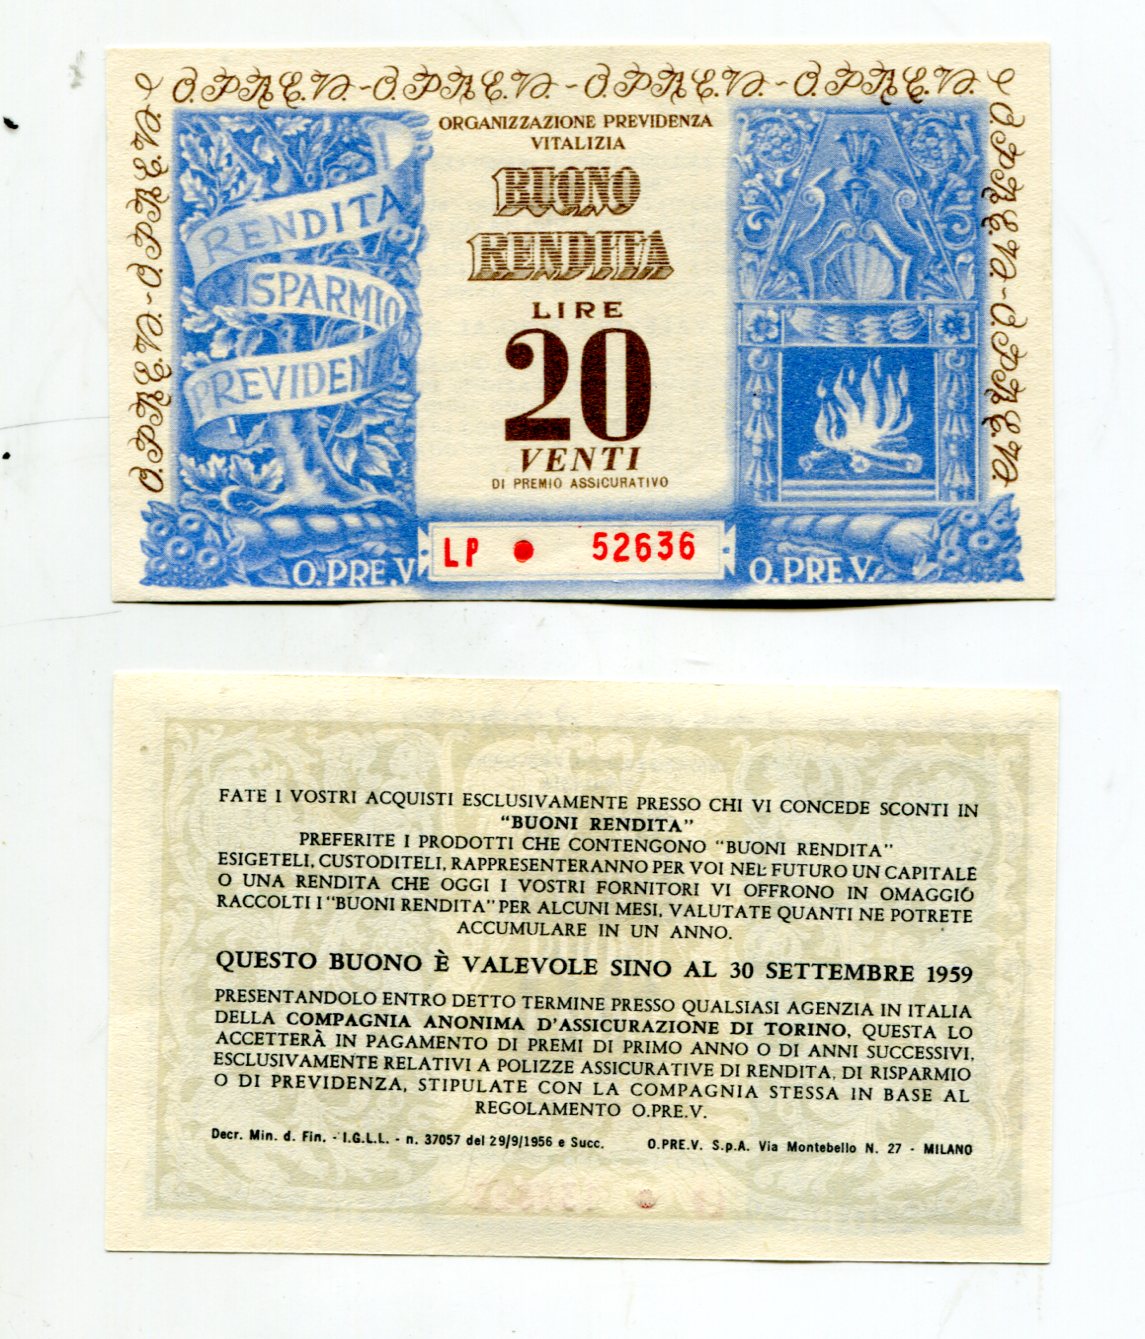 O.PRE.V. - O.PRE.V. - O.PRE.V. - O.PRE.V.
O.PRE.V. - O.PRE.V.
O.PRE.V. - O.PRE.V.
ORGANIZZAZIONE PREVIDENZA
VITALIZIA
BUONO
RENDITA
LIRE
20
VENTI
DI PREMIO ASSICURATIVO
RENDITA
RISPARMIO
PREVIDEN
LP ● 52636
O.PRE.V.
O.PRE.V.
FATE I VOSTRI ACQUISTI ESCLUSIVAMENTE PRESSO CHI VI CONCEDE SCONTI IN
"BUONI RENDITA"
PREFERITE I PRODOTTI CHE CONTENGONO "BUONI RENDITA"
ESIGETELI, CUSTODITELI, RAPPRESENTERANNO PER VOI NEL FUTURO UN CAPITALE
O UNA RENDITA CHE OGGI I VOSTRI FORNITORI VI OFFRONO IN OMAGGIO
RACCOLTI I "BUONI RENDITA" PER ALCUNI MESI, VALUTATE QUANTI NE POTRETE
ACCUMULARE IN UN ANNO.
QUESTO BUONO È VALEVOLE SINO AL 30 SETTEMBRE 1959
PRESENTANDOLO ENTRO DETTO TERMINE PRESSO QUALSIASI AGENZIA IN ITALIA
DELLA COMPAGNIA ANONIMA D'ASSICURAZIONE DI TORINO, QUESTA LO
ACCETTERÀ IN PAGAMENTO DI PREMI DI PRIMO ANNO O DI ANNI SUCCESSIVI,
ESCLUSIVAMENTE RELATIVI A POLIZZE ASSICURATIVE DI RENDITA, DI RISPARMIO
O DI PREVIDENZA, STIPULATE CON LA COMPAGNIA STESSA IN BASE AL
REGOLAMENTO O.PRE.V.
Decr. Min. d. Fin. - I.G.L.L. - n. 37057 del 29/9/1956 e Succ. O.PRE.V. S.p.A. Via Montebello N. 27 - MILANO